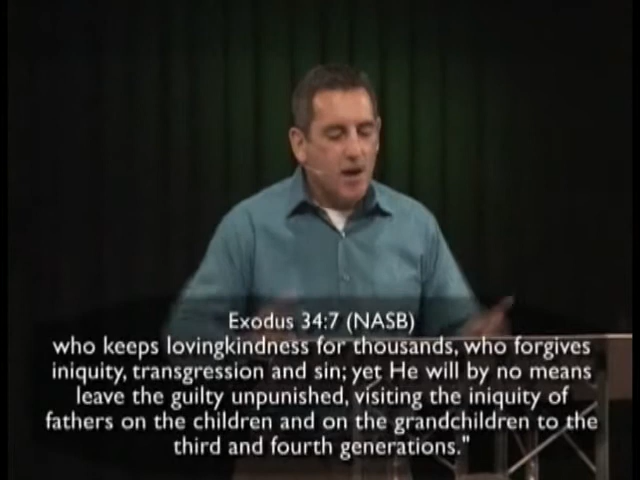 Exodus 34:7 (NASB)
who keeps lovingkindness for thousands, who forgives
iniquity, transgression and sin; yet He will by no means
leave the guilty unpunished, visiting the iniquity of
fathers on the children and on the grandchildren to the
third and fourth generations."